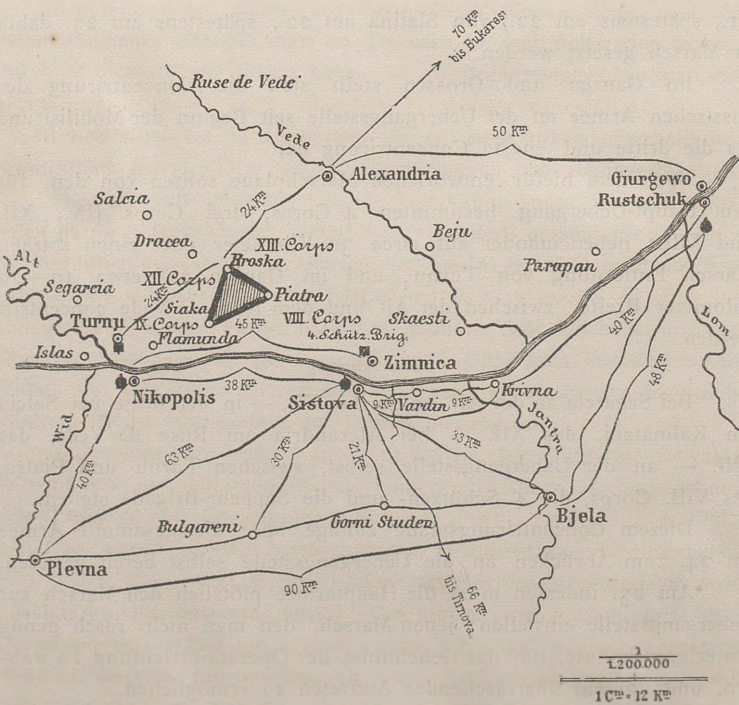 70 Km
bis Bukarest
Ruse de Vede
Vede
50 Km
Alexandria
Giurgewo
Rustschuk
24 Km
Salcia
Beju
Dracea
XIII. Corps
Parapan
Alt
Broska
XII. Corps
24 Km
Segarcia
Piatra
Siaka
Lom
Turnu
IX. Corps
45 Km
VIII. Corps
Skaesti
Flamunda
4. Schütz. Brig.
40 Km
Islas
Zimnica
48 Km
38 Km
Krivna
Nikopolis
Sistova
9 Km
Vardin
9 Km
Jantra
Wid
33 Km
40 Km
63 Km
30 Km
21 Km
Bulgareni
Gorni Studen
Bjela
Plevna
90 Km
66 Km
bis Tirnova.
1
1.200.000
1 Cm = 12 Km